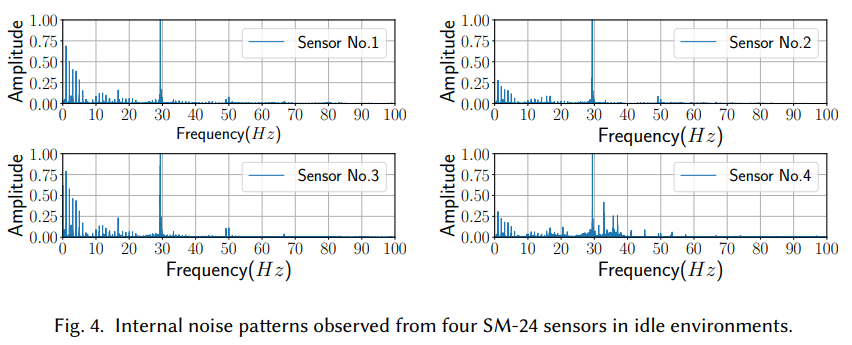 Amplitude
1.00
0.75
0.50
0.25
0.00
0 10 20 30 40 50 60 70 80 90 100
Frequency(Hz)
Sensor No.1
Amplitude
1.00
0.75
0.50
0.25
0.00
0 10 20 30 40 50 60 70 80 90 100
Frequency(Hz)
Sensor No.2
Amplitude
1.00
0.75
0.50
0.25
0.00
0 10 20 30 40 50 60 70 80 90 100
Frequency(Hz)
Sensor No.3
Amplitude
1.00
0.75
0.50
0.25
0.00
0 10 20 30 40 50 60 70 80 90 100
Frequency(Hz)
Sensor No.4
Fig. 4. Internal noise patterns observed from four SM-24 sensors in idle environments.